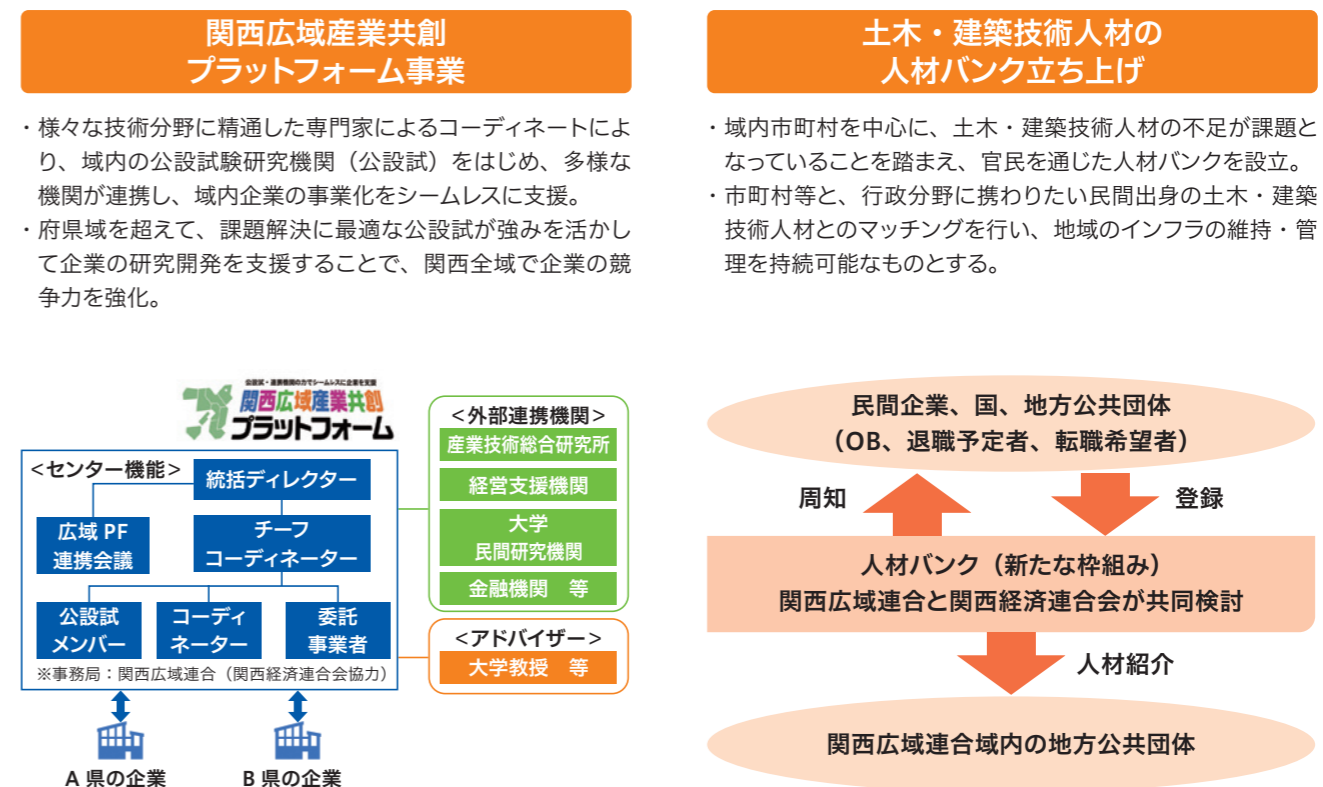 関西広域産業共創
プラットフォーム事業
・様々な技術分野に精通した専門家によるコーディネートによ
り、域内の公設試験研究機関（公設試）をはじめ、多様な
機関が連携し、域内企業の事業化をシームレスに支援。
・府県域を超えて、課題解決に最適な公設試が強みを活かし
て企業の研究開発を支援することで、関西全域で企業の競
争力を強化。
公設試・連携機関の力でシームレスに企業を支援
関西広域産業共創
プラットフォーム
＜センター機能＞
統括ディレクター
広域 PF
連携会議
チーフ
コーディネーター
公設試
メンバー
コーディ
ネーター
委託
事業者
※事務局：関西広域連合（関西経済連合会協力）
A 県の企業
B 県の企業
＜外部連携機関＞
産業技術総合研究所
経営支援機関
大学
民間研究機関
金融機関　等
＜アドバイザー＞
大学教授　等
土木・建築技術人材の
人材バンク立ち上げ
・域内市町村を中心に、土木・建築技術人材の不足が課題と
なっていることを踏まえ、官民を通じた人材バンクを設立。
・市町村等と、行政分野に携わりたい民間出身の土木・建築
技術人材とのマッチングを行い、地域のインフラの維持・管
理を持続可能なものとする。
民間企業、国、地方公共団体
（OB、退職予定者、転職希望者）
周知
登録
人材バンク（新たな枠組み）
関西広域連合と関西経済連合会が共同検討
人材紹介
関西広域連合域内の地方公共団体